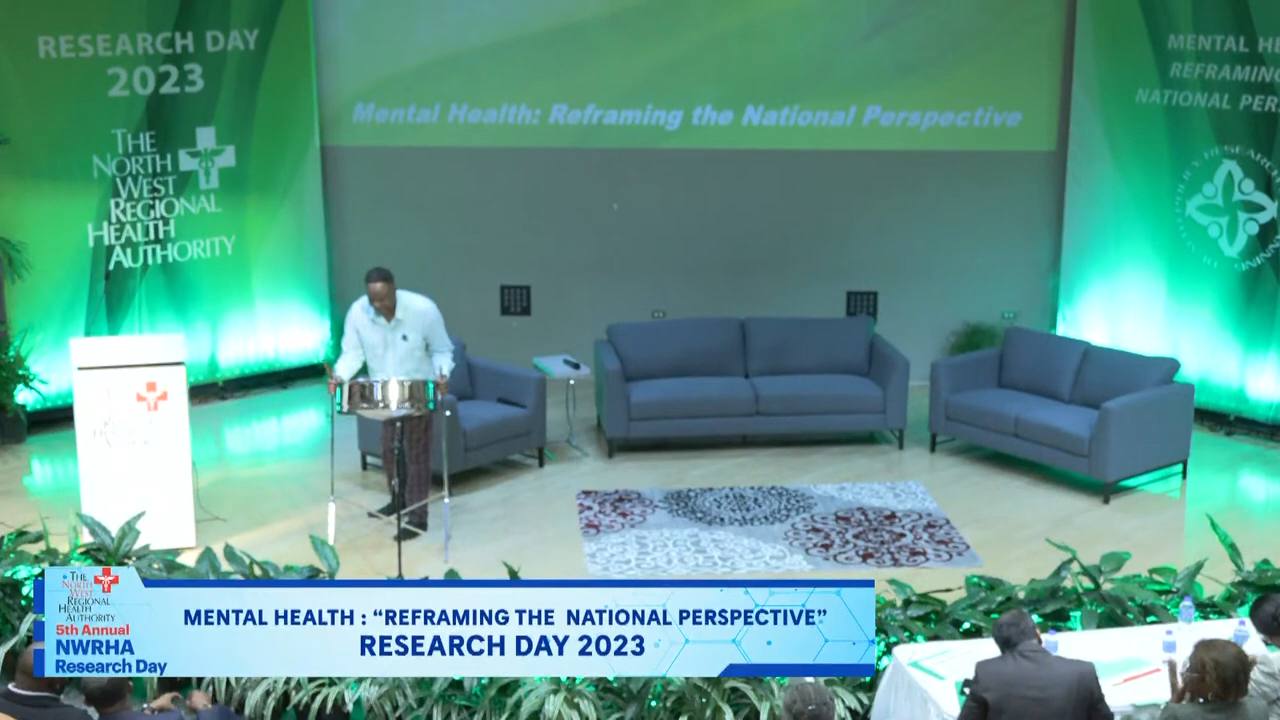 RESEARCH DAY
2023
THE
NORTH
WEST
REGIONAL
HEALTH
AUTHORITY
Mental Health: Reframing the National Perspective
MENTAL HE
REFRAMING
NATIONAL PER
THE
NORTH
WEST
REGIONAL
HEALTH
AUTHORITY
5th Annual
NWRHA
Research Day
MENTAL HEALTH : “REFRAMING THE NATIONAL PERSPECTIVE”
RESEARCH DAY 2023